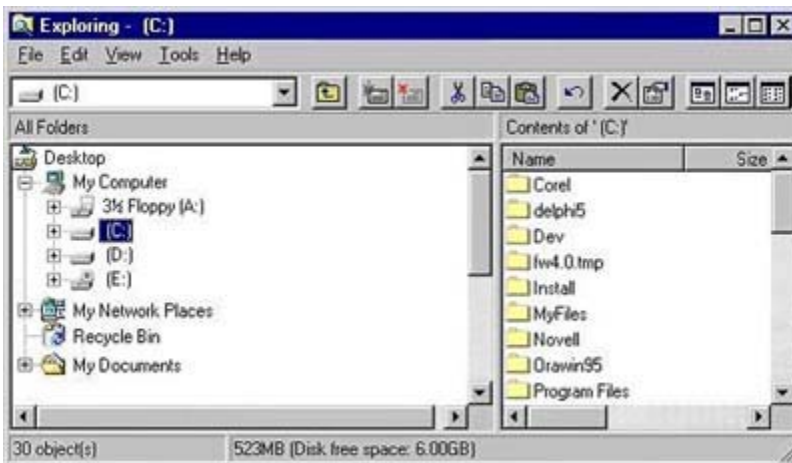 Exploring - (C:)
File Edit View Tools Help
(C:)
All Folders
Contents of '(C:)'
Desktop
My Computer
3½ Floppy (A:)
(C:)
(D:)
(E:)
My Network Places
Recycle Bin
My Documents
Name Size
Corel
delphi5
Dev
fw4.0.tmp
Install
MyFiles
Novell
Orawin95
Program Files
30 object(s) 523MB (Disk free space: 6.00GB)